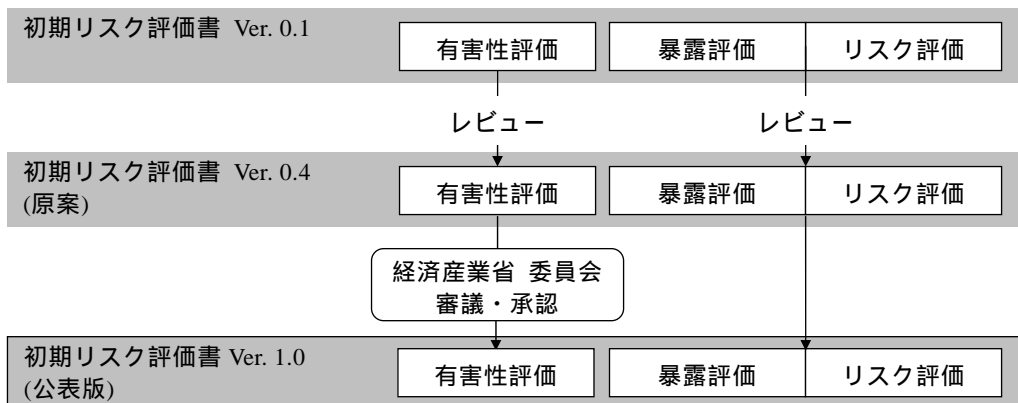 初期リスク評価書 Ver. 0.1
有害性評価
暴露評価
リスク評価
レビュー
レビュー
初期リスク評価書 Ver. 0.4
(原案)
有害性評価
暴露評価
リスク評価
経済産業省 委員会
審議・承認
初期リスク評価書 Ver. 1.0
(公表版)
有害性評価
暴露評価
リスク評価